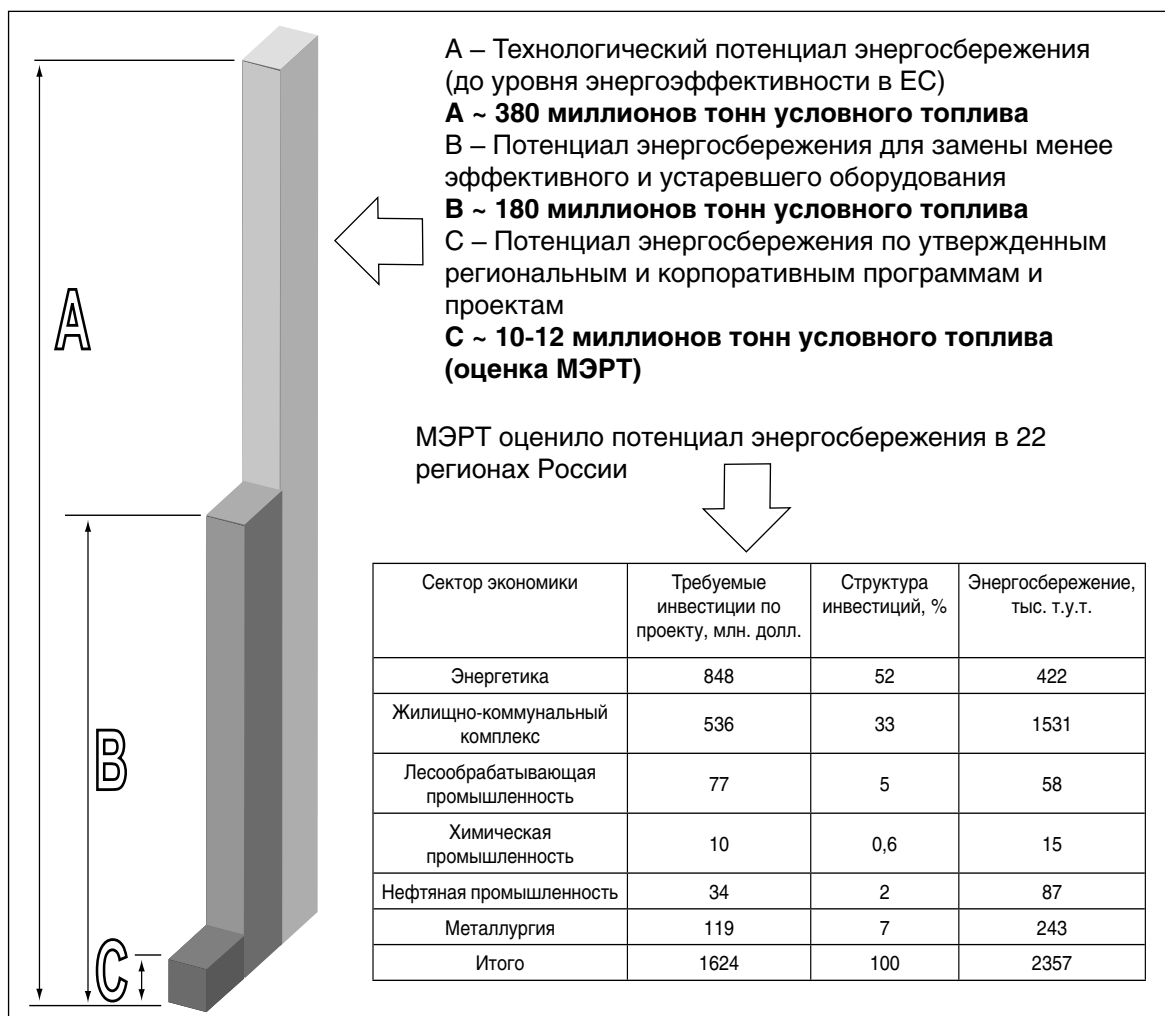 А – Технологический потенциал энергосбережения
(до уровня энергоэффективности в ЕС)
А ~ 380 миллионов тонн условного топлива
В – Потенциал энергосбережения для замены менее
эффективного и устаревшего оборудования
В ~ 180 миллионов тонн условного топлива
С – Потенциал энергосбережения по утвержденным
региональным и корпоративным программам и
проектам
С ~ 10-12 миллионов тонн условного топлива
(оценка МЭРТ)
А
В
С
МЭРТ оценило потенциал энергосбережения в 22
регионах России
Сектор экономики Требуемые инвестиции по проекту, млн. долл. Структура инвестиций, % Энергосбережение, тыс. т.у.т.
Энергетика 848 52 422
Жилищно-коммунальный комплекс 536 33 1531
Лесообрабатывающая промышленность 77 5 58
Химическая промышленность 10 0,6 15
Нефтяная промышленность 34 2 87
Металлургия 119 7 243
Итого 1624 100 2357